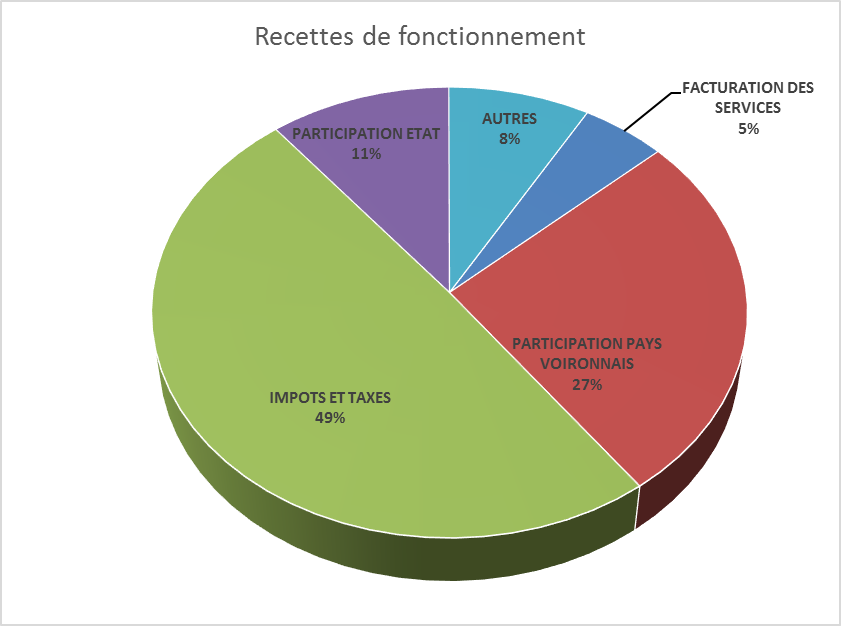 Recettes de fonctionnement
FACTURATION DES
SERVICES
5%
AUTRES
8%
PARTICIPATION ETAT
11%
PARTICIPATION PAYS
VOIRONNAIS
27%
IMPOTS ET TAXES
49%